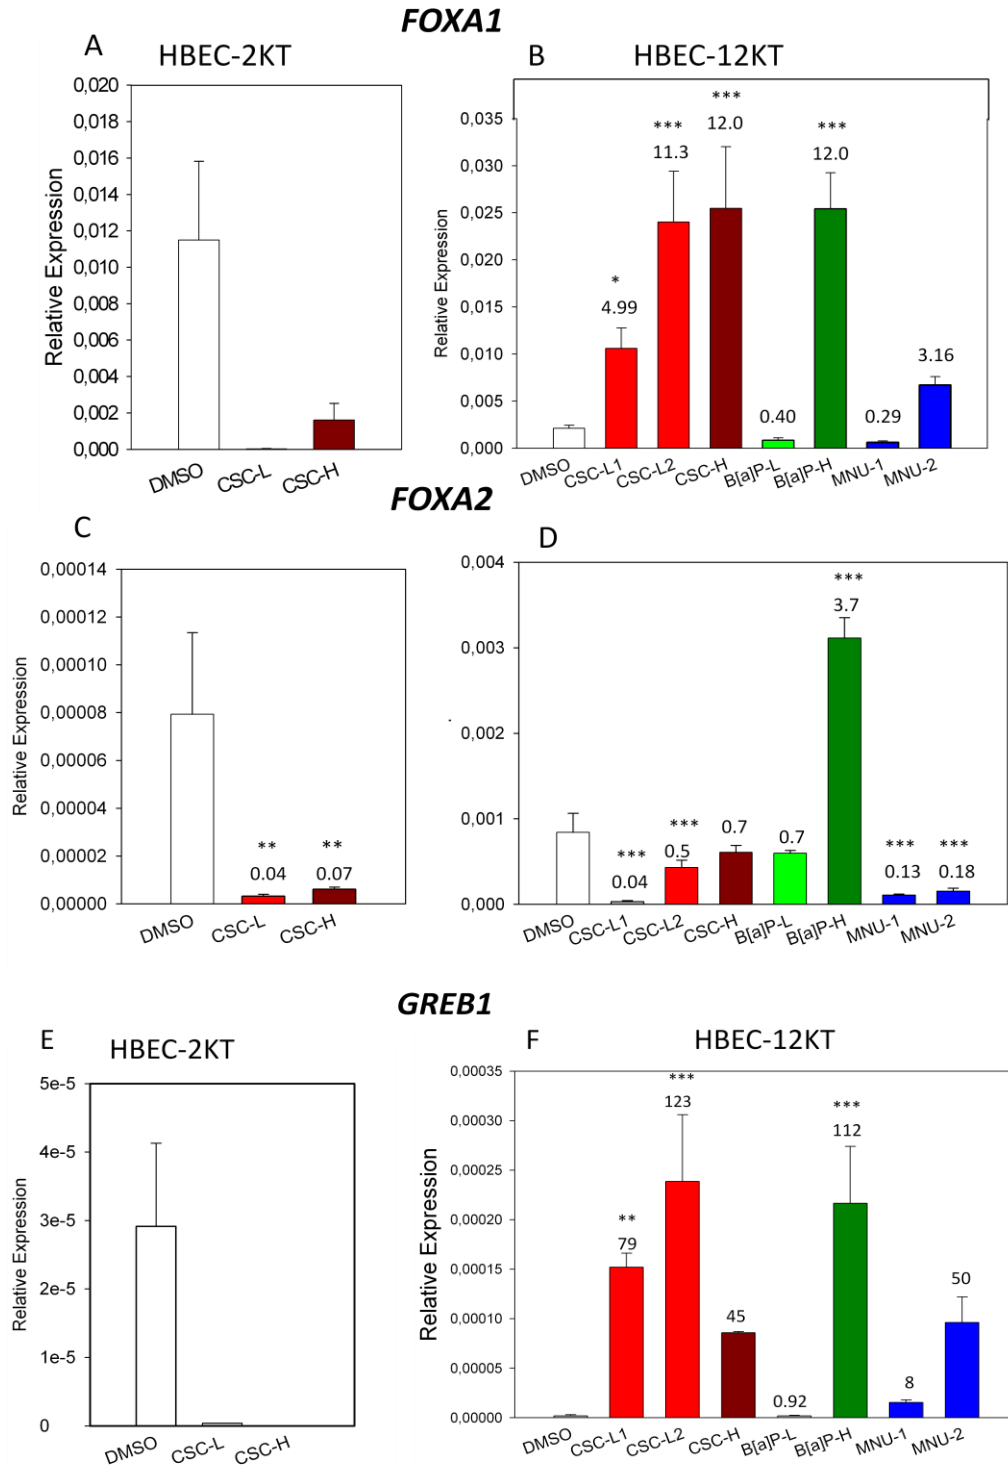 FOXA1
A
HBEC-2KT
B
HBEC-12KT
Relative Expression
0,020
0,018
0,016
0,014
0,012
0,010
0,008
0,006
0,004
0,002
0,000
DMSO
CSC-L
CSC-H
Relative Expression
0,035
0,030
0,025
0,020
0,015
0,010
0,005
0,000
*
4.99
***
11.3
***
12.0
0.40
***
12.0
0.29
3.16
DMSO
CSC-L1
CSC-L2
CSC-H
B[a]P-L
B[a]P-H
MNU-1
MNU-2
FOXA2
C
Relative Expression
0,00014
0,00012
0,00010
0,00008
0,00006
0,00004
0,00002
0,00000
**
0.04
**
0.07
DMSO
CSC-L
CSC-H
D
0,004
0,003
0,002
0,001
0,000
***
0.04
***
0.5
0.7
0.7
***
3.7
***
0.13
***
0.18
DMSO
CSC-L1
CSC-L2
CSC-H
B[a]P-L
B[a]P-H
MNU-1
MNU-2
GREB1
E
HBEC-2KT
Relative Expression
5e-5
4e-5
3e-5
2e-5
1e-5
0
DMSO
CSC-L
CSC-H
F
HBEC-12KT
Relative Expression
0,00035
0,00030
0,00025
0,00020
0,00015
0,00010
0,00005
0,00000
**
79
***
123
45
0.92
***
112
8
50
DMSO
CSC-L1
CSC-L2
CSC-H
B[a]P-L
B[a]P-H
MNU-1
MNU-2